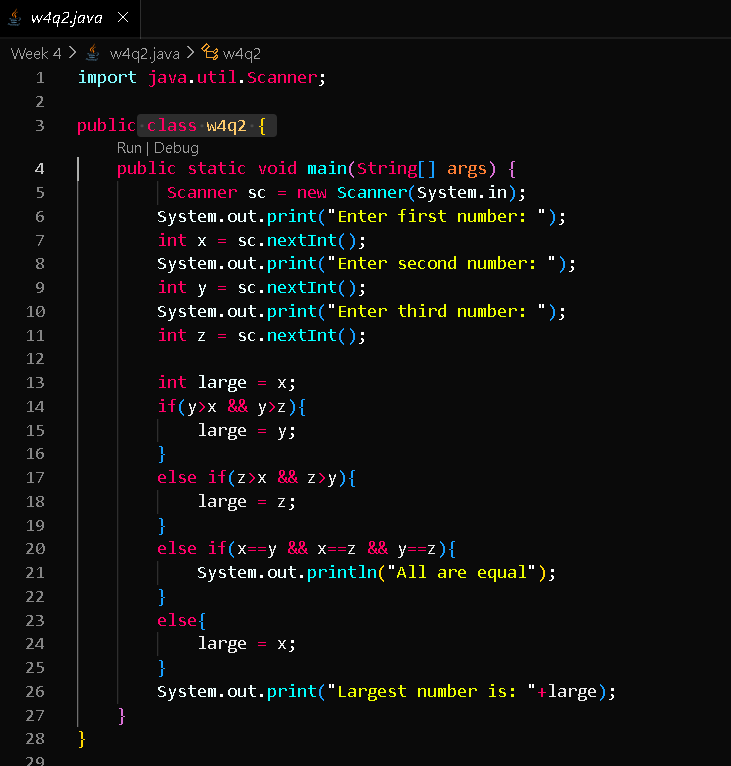 w4q2.java ×
Week 4 > w4q2.java > w4q2
1 import java.util.Scanner;
2
3 public class w4q2 {
Run | Debug
4 public static void main(String[] args) {
5 Scanner sc = new Scanner(System.in);
6 System.out.print("Enter first number: ");
7 int x = sc.nextInt();
8 System.out.print("Enter second number: ");
9 int y = sc.nextInt();
10 System.out.print("Enter third number: ");
11 int z = sc.nextInt();
12
13 int large = x;
14 if(y>x && y>z){
15 large = y;
16 }
17 else if(z>x && z>y){
18 large = z;
19 }
20 else if(x==y && x==z && y==z){
21 System.out.println("All are equal");
22 }
23 else{
24 large = x;
25 }
26 System.out.print("Largest number is: "+large);
27 }
28 }
29